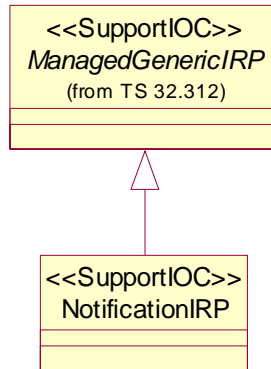 <<SupportIOC>>
ManagedGenericIRP
(from TS 32.312)
<<SupportIOC>>
NotificationIRP